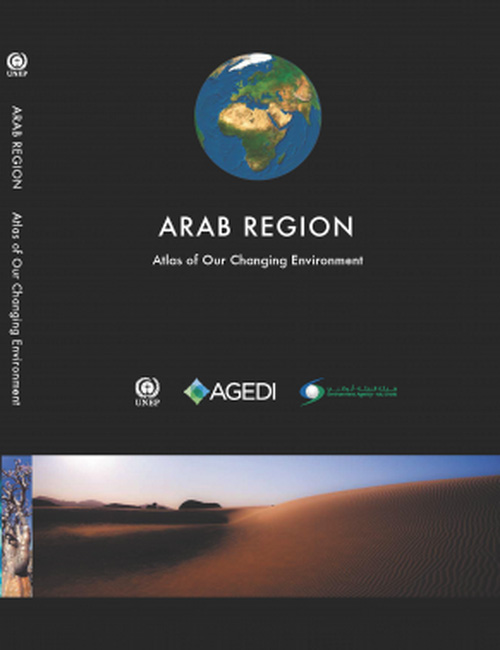 UNEP
ARAB REGION Atlas of Our Changing Environment
ARAB REGION
Atlas of Our Changing Environment
UNEP
AGEDI